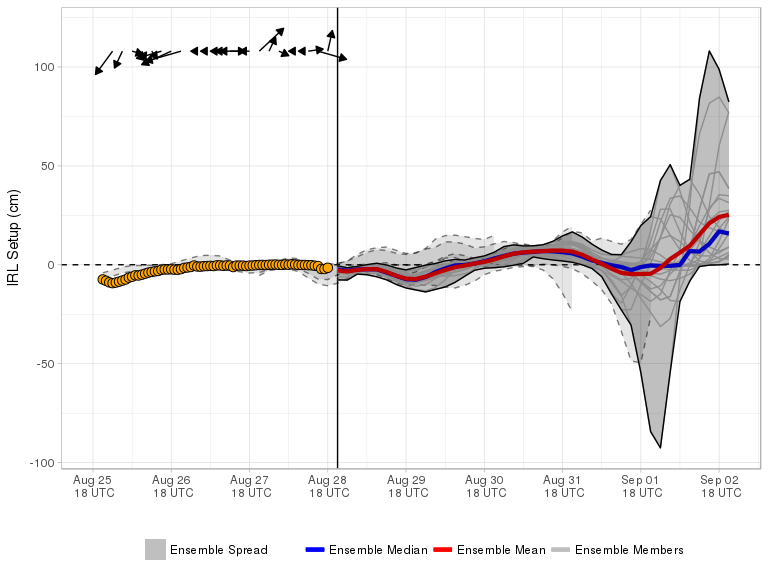 IRL Setup (cm)
100
50
0
-50
-100
Aug 25 Aug 26 Aug 27 Aug 28 Aug 29 Aug 30 Aug 31 Sep 01 Sep 02
18 UTC 18 UTC 18 UTC 18 UTC 18 UTC 18 UTC 18 UTC 18 UTC 18 UTC
Ensemble Spread Ensemble Median Ensemble Mean Ensemble Members